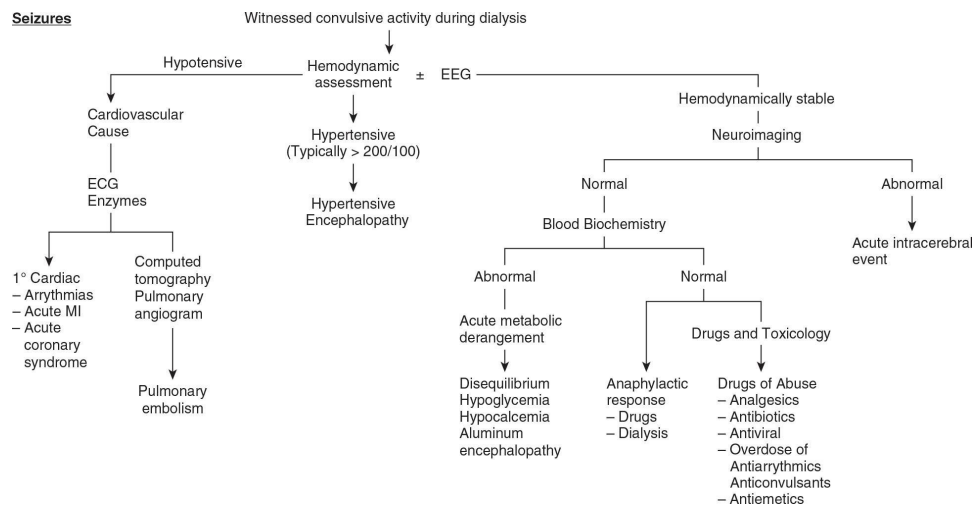 Seizures
Witnessed convulsive activity during dialysis
Hypotensive
Hemodynamic
assessment
± EEG
Cardiovascular
Cause
Hypertensive
(Typically > 200/100)
Hypertensive
Encephalopathy
Hemodynamically stable
Neuroimaging
Normal
Abnormal
ECG
Enzymes
Blood Biochemistry
Acute intracerebral
event
1° Cardiac
– Arrythmias
– Acute MI
– Acute
coronary
syndrome
Computed
tomography
Pulmonary
angiogram
Pulmonary
embolism
Abnormal
Normal
Acute metabolic
derangement
Drugs and Toxicology
Disequilibrium
Hypoglycemia
Hypocalcemia
Aluminum
encephalopathy
Anaphylactic
response
– Drugs
– Dialysis
Drugs of Abuse
– Analgesics
– Antibiotics
– Antiviral
– Overdose of
Antiarrythmics
Anticonvulsants
– Antiemetics